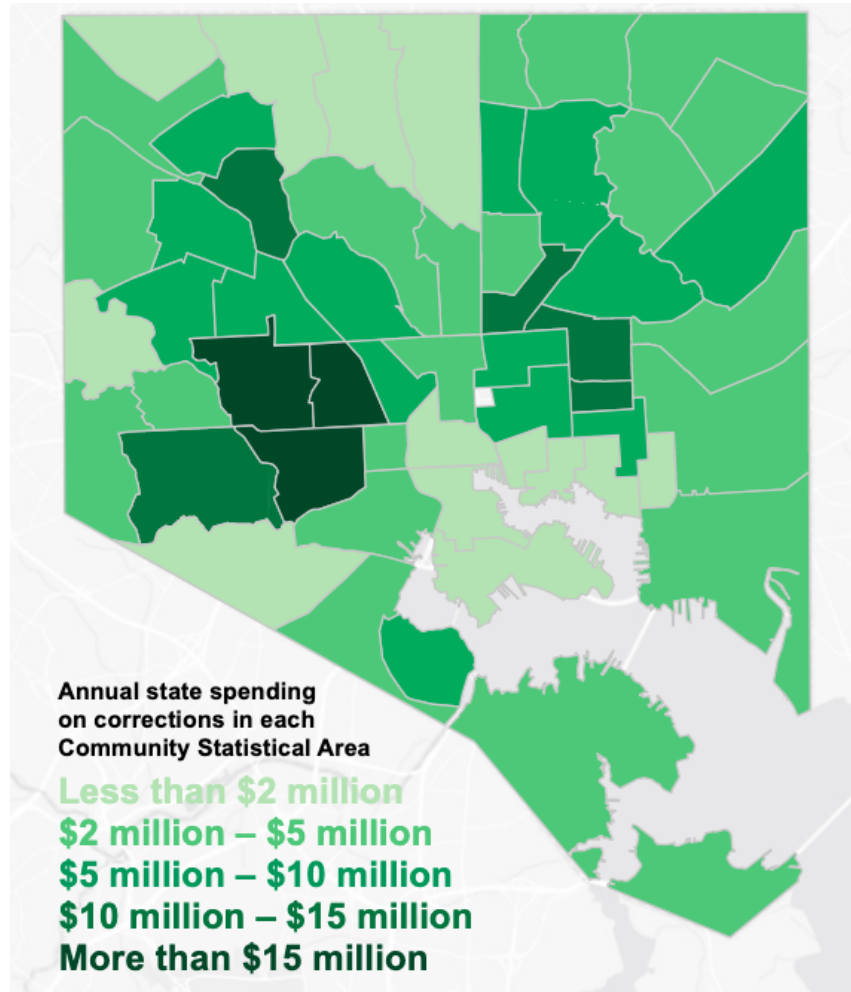 Annual state spending
on corrections in each
Community Statistical Area
Less than $2 million
$2 million – $5 million
$5 million – $10 million
$10 million – $15 million
More than $15 million